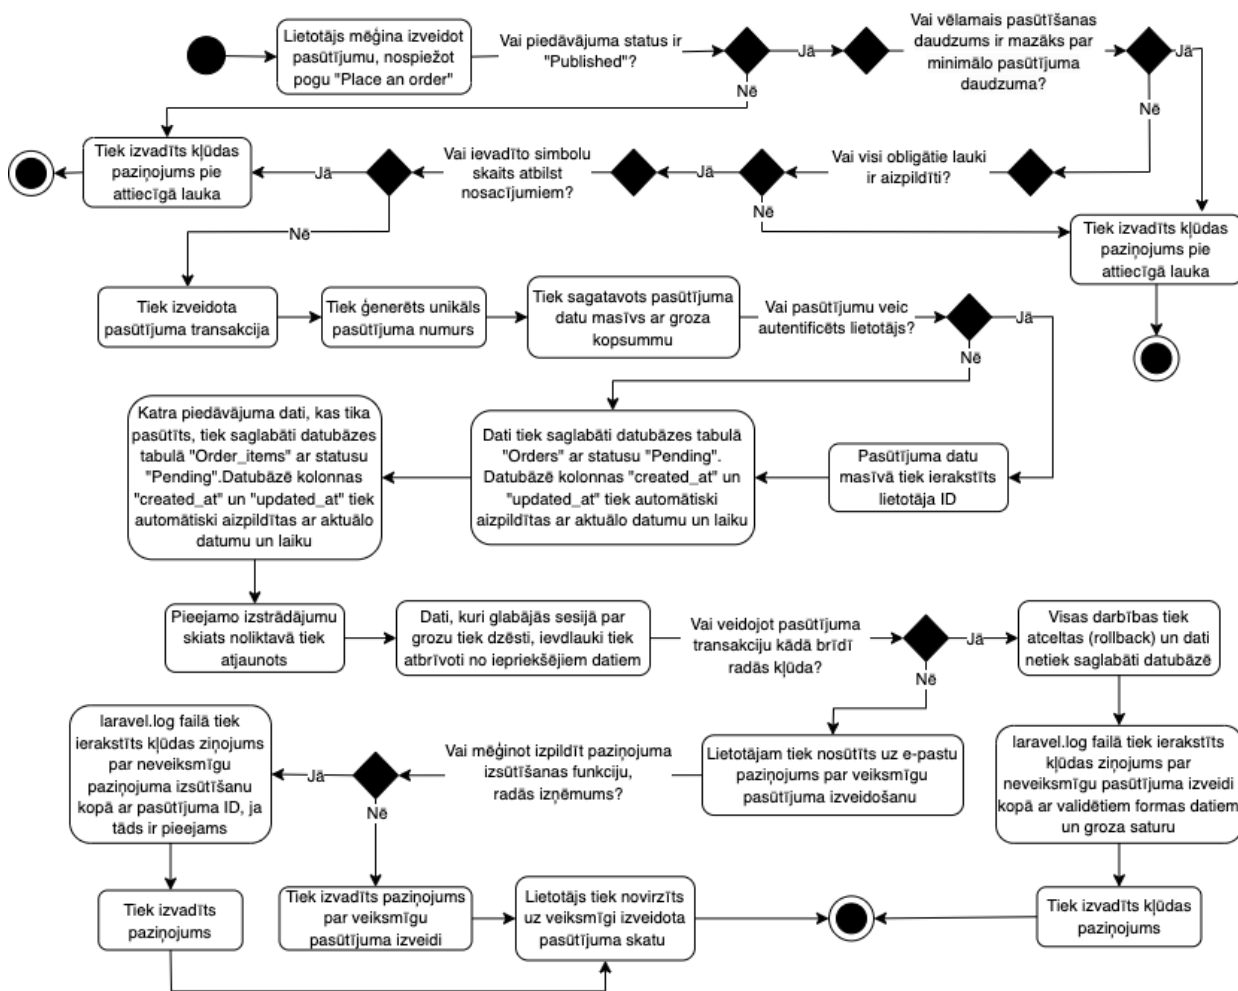 Lietotājs mēģina izveidot
pasūtījumu, nospiežot
pogu "Place an order"
Vai piedāvājuma status ir
"Published"?
Jā
Nē
Vai vēlamais pasūtīšanas
daudzums ir mazāks par
minimālo pasūtījuma
daudzuma?
Jā
Nē
Tiek izvadīts kļūdas
paziņojums pie
attiecīgā lauka
Jā
Nē
Vai ievadīto simbolu
skaits atbilst
nosacījumiem?
Jā
Nē
Vai visi obligātie lauki
ir aizpildīti?
Tiek izvadīts kļūdas
paziņojums pie
attiecīgā lauka
Tiek izveidota
pasūtījuma transakcija
Tiek ģenerēts unikāls
pasūtījuma numurs
Tiek sagatavots pasūtījuma
datu masīvs ar groza
kopsummu
Vai pasūtījumu veic
autentificēts lietotājs?
Jā
Nē
Katra piedāvājuma dati, kas tika
pasūtīts, tiek saglabāti datubāzes
tabulā "Order_items" ar statusu
"Pending".Datubāzē kolonnas
"created_at" un "updated_at" tiek
automātiski aizpildītas ar aktuālo
datumu un laiku
Dati tiek saglabāti datubāzes tabulā
"Orders" ar statusu "Pending".
Datubāzē kolonnas "created_at" un
"updated_at" tiek automātiski
aizpildītas ar aktuālo datumu un laiku
Pasūtījuma datu
masīvā tiek ierakstīts
lietotāja ID
Pieejamo izstrādājumu
skiats noliktavā tiek
atjaunots
Dati, kuri glabājās sesijā par
grozu tiek dzēsti, ievdlauki tiek
atbrīvoti no iepriekšējiem datiem
Vai veidojot pasūtījuma
transakciju kādā brīdī
radās kļūda?
Jā
Nē
Visas darbības tiek
atceltas (rollback) un dati
netiek saglabāti datubāzē
laravel.log failā tiek
ierakstīts kļūdas ziņojums
par neveiksmīgu
paziņojuma izsūtīšanu
kopā ar pasūtījuma ID, ja
tāds ir pieejams
Jā
Nē
Vai mēģinot izpildīt paziņojuma
izsūtīšanas funkciju,
radās izņēmums?
Lietotājam tiek nosūtīts uz e-pastu
paziņojums par veiksmīgu
pasūtījuma izveidošanu
laravel.log failā tiek ierakstīts
kļūdas ziņojums par
neveiksmīgu pasūtījuma izveidi
kopā ar validētiem formas datiem
un groza saturu
Tiek izvadīts
paziņojums
Tiek izvadīts paziņojums
par veiksmīgu
pasūtījuma izveidi
Lietotājs tiek novirzīts
uz veiksmīgi izveidota
pasūtījuma skatu
Tiek izvadīts kļūdas
paziņojums